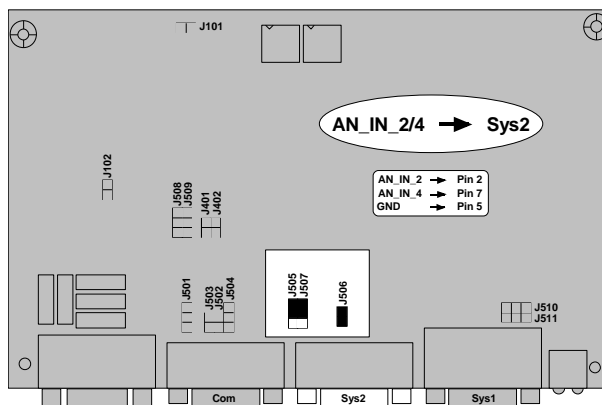 J101
AN_IN_2/4 → Sys2
AN_IN_2 → Pin 2
AN_IN_4 → Pin 7
GND → Pin 5
J102
J508
J509
J401
J402
J501
J503
J502
J504
J505
J507
J506
J510
J511
Com
Sys2
Sys1